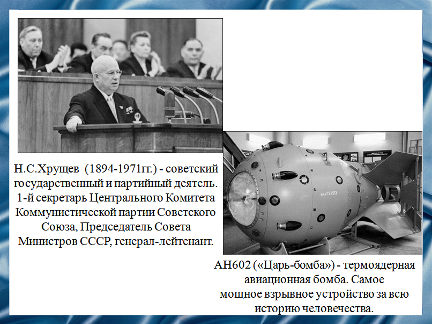 Н.С.Хрущев (1894-1971гг.) - советский
государственный и партийный деятель.
1-й секретарь Центрального Комитета
Коммунистической партии Советского
Союза, Председатель Совета
Министров СССР, генерал-лейтенант.
АН602 («Царь-бомба») - термоядерная
авиационная бомба. Самое
мощное взрывное устройство за всю
историю человечества.